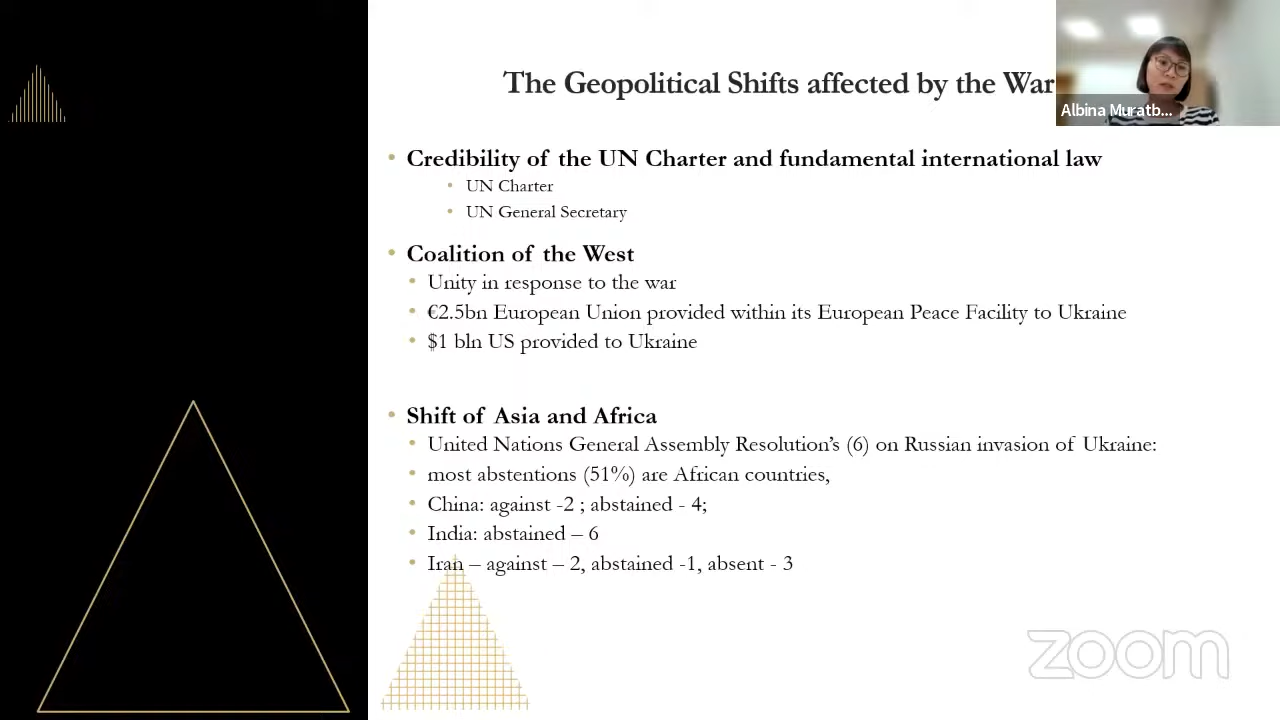 The Geopolitical Shifts affected by the War
Albina Muratb...
• Credibility of the UN Charter and fundamental international law
• UN Charter
• UN General Secretary
• Coalition of the West
• Unity in response to the war
• €2.5bn European Union provided within its European Peace Facility to Ukraine
• $1 bln US provided to Ukraine
• Shift of Asia and Africa
• United Nations General Assembly Resolution’s (6) on Russian invasion of Ukraine:
• most abstentions (51%) are African countries,
• China: against -2 ; abstained - 4;
• India: abstained – 6
• Iran – against – 2, abstained -1, absent - 3
zoom